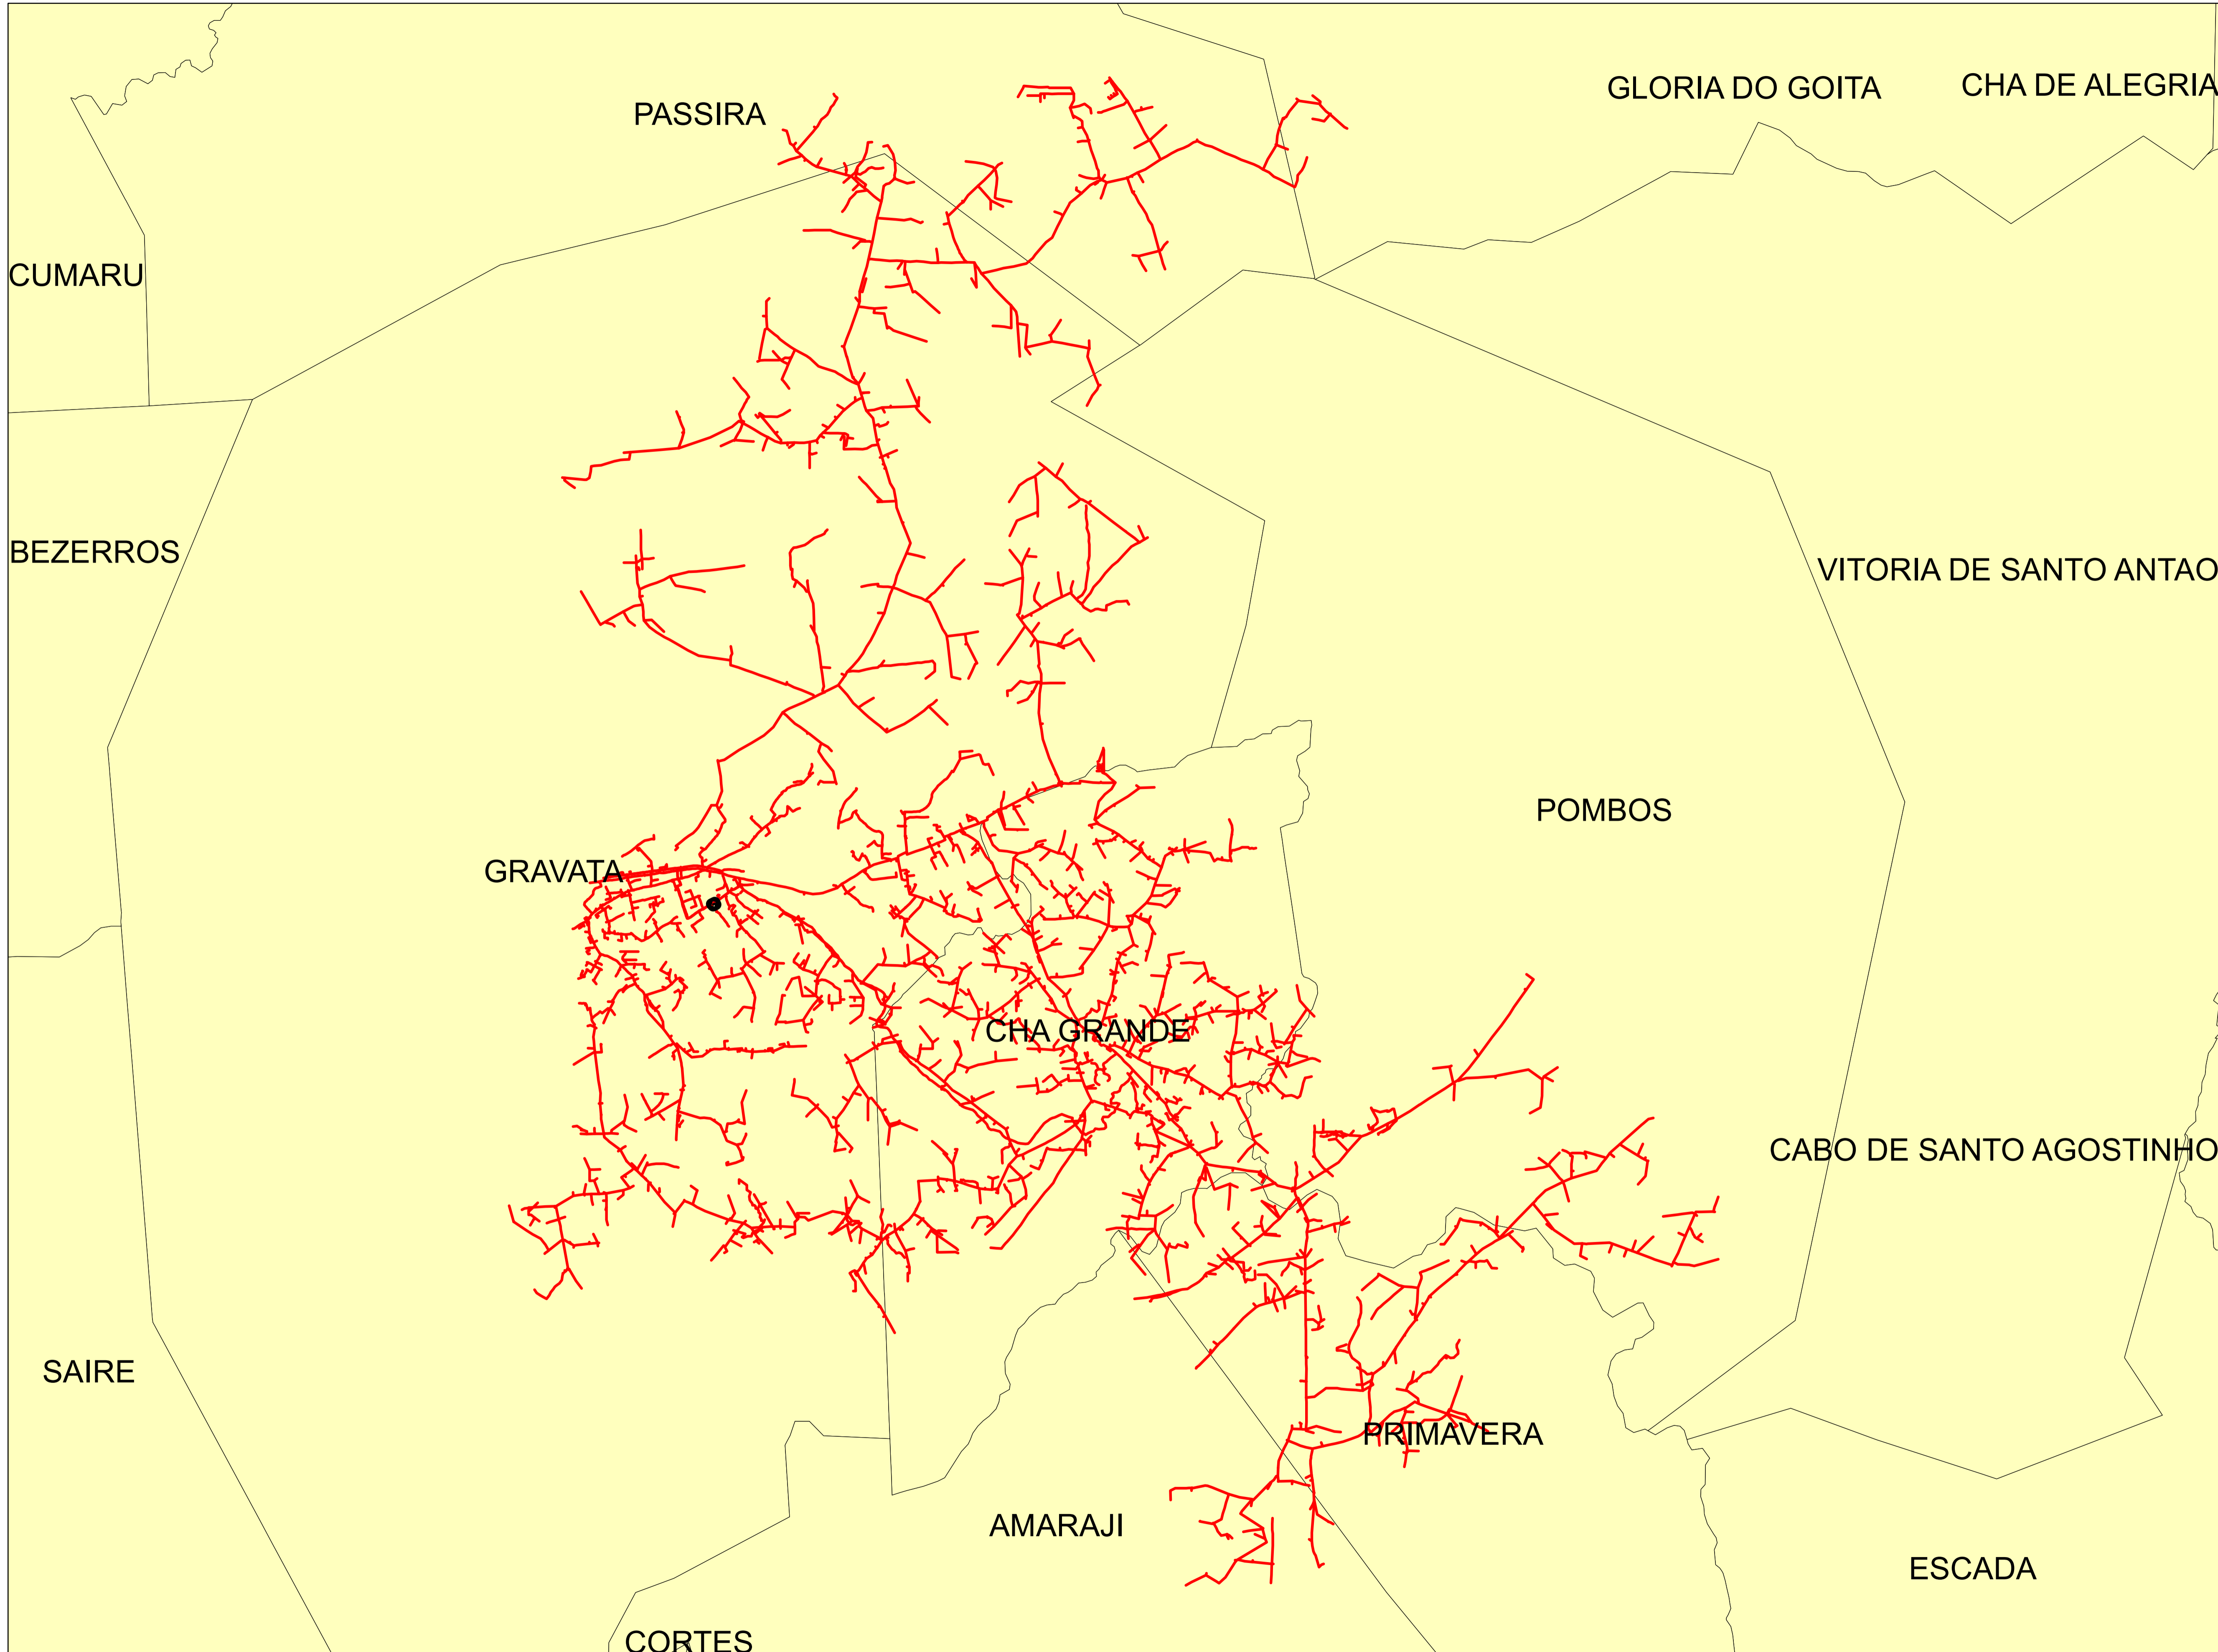 GLORIA DO GOITA
CHA DE ALEGRIA
PASSIRA
CUMARU
BEZERROS
VITORIA DE SANTO ANTAO
POMBOS
GRAVATA
CHA GRANDE
CABO DE SANTO AGOSTINHO
SAIRE
PRIMAVERA
AMARAJI
ESCADA
CORTES